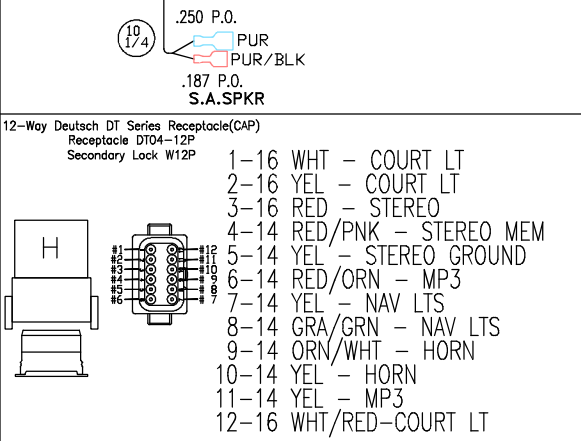 .250 P.O.
10
1/4
PUR
PUR/BLK
.187 P.O.
S.A.SPKR
12-Way Deutsch DT Series Receptacle(CAP)
Receptacle DT04-12P
Secondary Lock W12P
1-16 WHT - COURT LT
2-16 YEL - COURT LT
3-16 RED - STEREO
4-14 RED/PNK - STEREO MEM
5-14 YEL - STEREO GROUND
6-14 RED/ORN - MP3
7-14 YEL - NAV LTS
8-14 GRA/GRN - NAV LTS
9-14 ORN/WHT - HORN
10-14 YEL - HORN
11-14 YEL - MP3
12-16 WHT/RED-COURT LT
H
#1 #12
#2 #11
#3 #10
#4 # 9
#5 # 8
#6 # 7